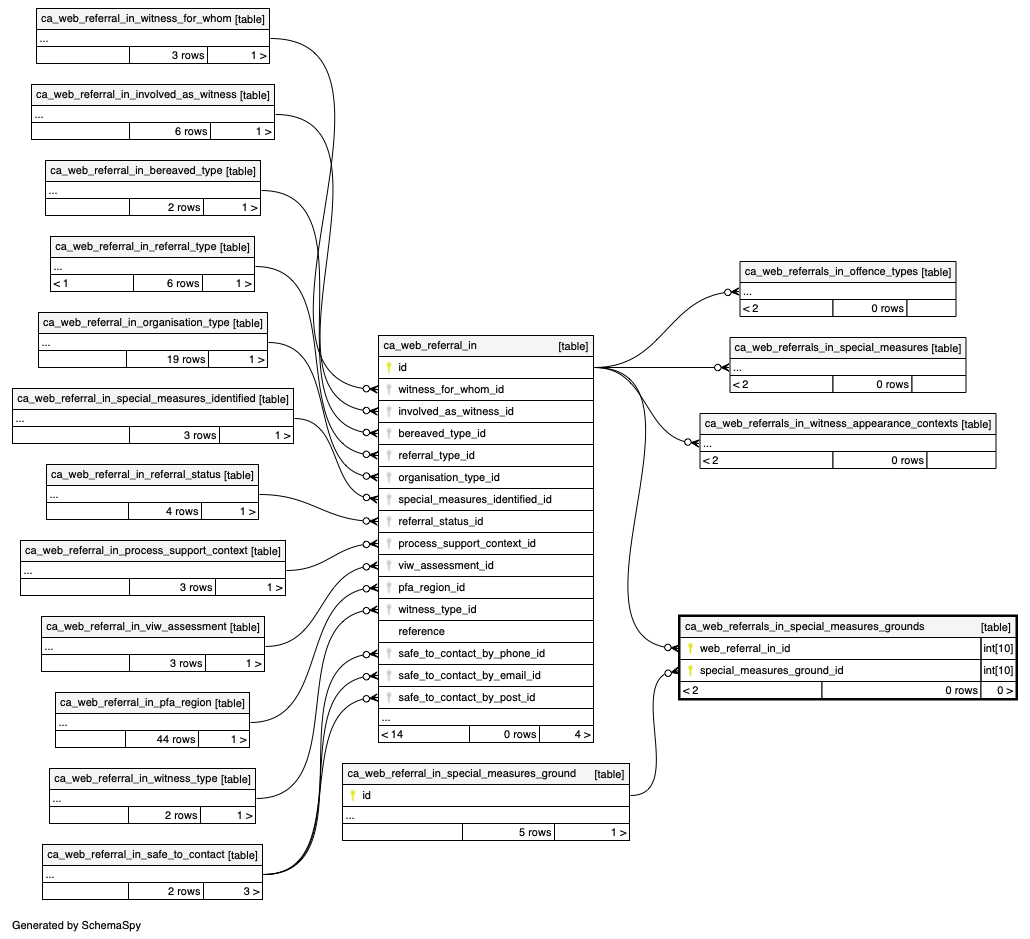 ca_web_referral_in_witness_for_whom [table]
...
3 rows 1 >
ca_web_referral_in_involved_as_witness [table]
...
6 rows 1 >
ca_web_referral_in_bereaved_type [table]
...
2 rows 1 >
ca_web_referral_in_referral_type [table]
...
< 1 6 rows 1 >
ca_web_referral_in_organisation_type [table]
...
19 rows 1 >
ca_web_referral_in_special_measures_identified [table]
...
3 rows 1 >
ca_web_referral_in_referral_status [table]
...
4 rows 1 >
ca_web_referral_in_process_support_context [table]
...
3 rows 1 >
ca_web_referral_in_viw_assessment [table]
...
3 rows 1 >
ca_web_referral_in_pfa_region [table]
...
44 rows 1 >
ca_web_referral_in_witness_type [table]
...
2 rows 1 >
ca_web_referral_in_safe_to_contact [table]
...
2 rows 3 >
ca_web_referral_in [table]
id
witness_for_whom_id
involved_as_witness_id
bereaved_type_id
referral_type_id
organisation_type_id
special_measures_identified_id
referral_status_id
process_support_context_id
viw_assessment_id
pfa_region_id
witness_type_id
reference
safe_to_contact_by_phone_id
safe_to_contact_by_email_id
safe_to_contact_by_post_id
...
< 14 0 rows 4 >
ca_web_referral_in_special_measures_ground [table]
id
...
5 rows 1 >
ca_web_referrals_in_offence_types [table]
...
< 2 0 rows
ca_web_referrals_in_special_measures [table]
...
< 2 0 rows
ca_web_referrals_in_witness_appearance_contexts [table]
...
< 2 0 rows
ca_web_referrals_in_special_measures_grounds [table]
web_referral_in_id int[10]
special_measures_ground_id int[10]
< 2 0 rows 0 >
Generated by SchemaSpy